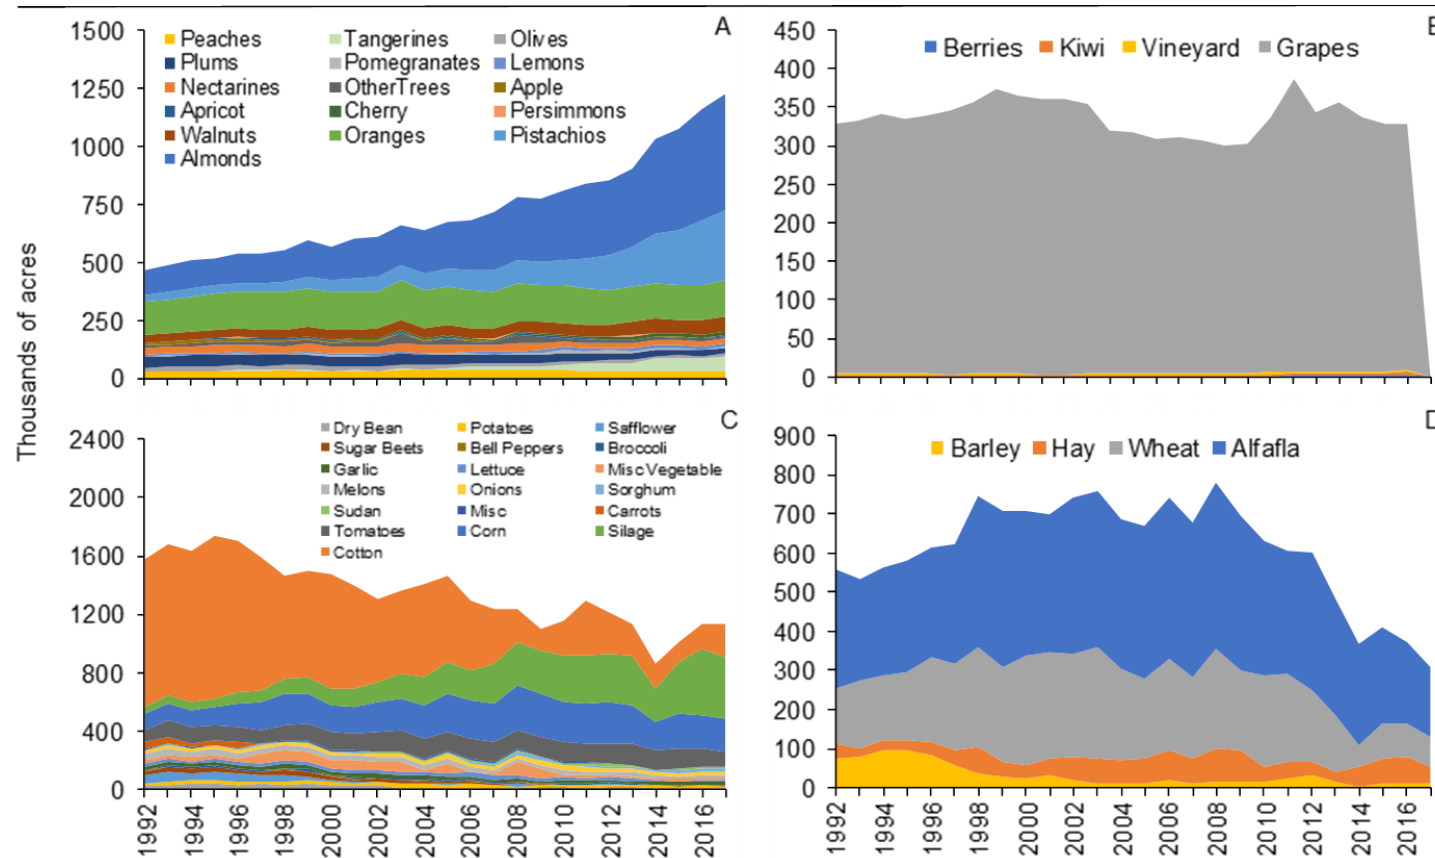 Thousands of acres
A
1500
1250
1000
750
500
250
0
Peaches Tangerines Olives
Plums Pomegranates Lemons
Nectarines OtherTrees Apple
Apricot Cherry Persimmons
Walnuts Oranges Pistachios
Almonds
B
450
400
350
300
250
200
150
100
50
0
Berries Kiwi Vineyard Grapes
C
2400
2000
1600
1200
800
400
0
Dry Bean Potatoes Safflower
Sugar Beets Bell Peppers Broccoli
Garlic Lettuce Misc Vegetable
Melons Onions Sorghum
Sudan Misc Carrots
Tomatoes Corn Silage
Cotton
1992 1994 1996 1998 2000 2002 2004 2006 2008 2010 2012 2014 2016
D
900
800
700
600
500
400
300
200
100
0
Barley Hay Wheat Alfafla
1992 1994 1996 1998 2000 2002 2004 2006 2008 2010 2012 2014 2016